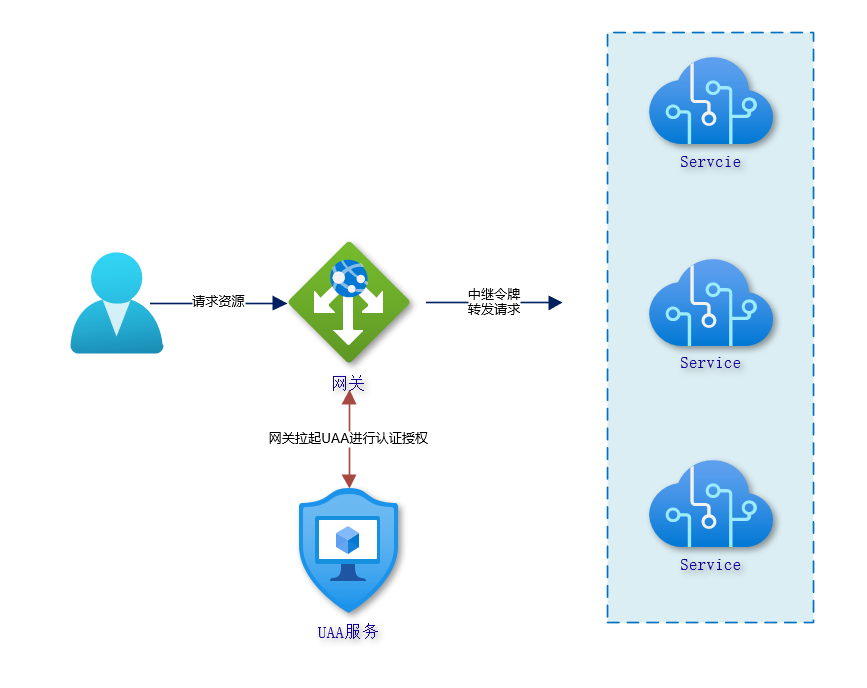 Servcie
请求资源
中继令牌
转发请求
Service
网关
网关拉起UAA进行认证授权
Service
UAA服务